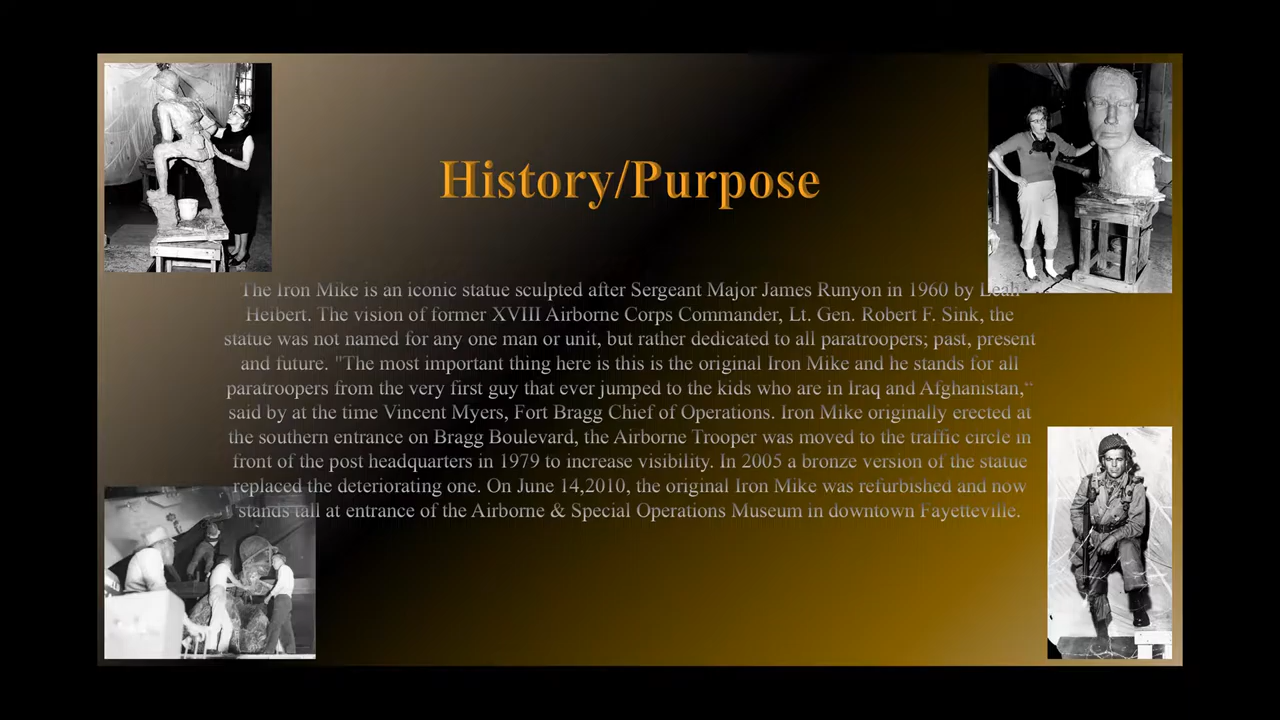 History/Purpose
The Iron Mike is an iconic statue sculpted after Sergeant Major James Runyon in 1960 by Leah
Heibert. The vision of former XVIII Airborne Corps Commander, Lt. Gen. Robert F. Sink, the
statue was not named for any one man or unit, but rather dedicated to all paratroopers; past, present
and future. "The most important thing here is this is the original Iron Mike and he stands for all
paratroopers from the very first guy that ever jumped to the kids who are in Iraq and Afghanistan,“
said by at the time Vincent Myers, Fort Bragg Chief of Operations. Iron Mike originally erected at
the southern entrance on Bragg Boulevard, the Airborne Trooper was moved to the traffic circle in
front of the post headquarters in 1979 to increase visibility. In 2005 a bronze version of the statue
replaced the deteriorating one. On June 14,2010, the original Iron Mike was refurbished and now
stands tall at entrance of the Airborne & Special Operations Museum in downtown Fayetteville.